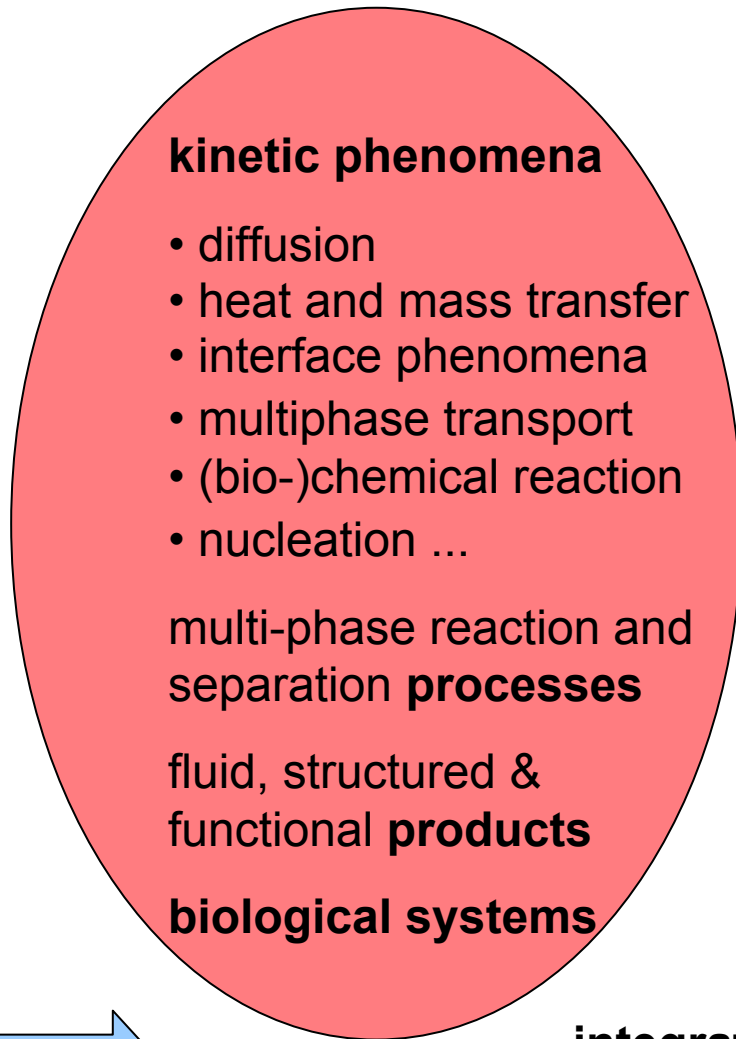 kinetic phenomena
• diffusion
• heat and mass transfer
• interface phenomena
• multiphase transport
• (bio-)chemical reaction
• nucleation ...
multi-phase reaction and
separation processes
fluid, structured &
functional products
biological systems